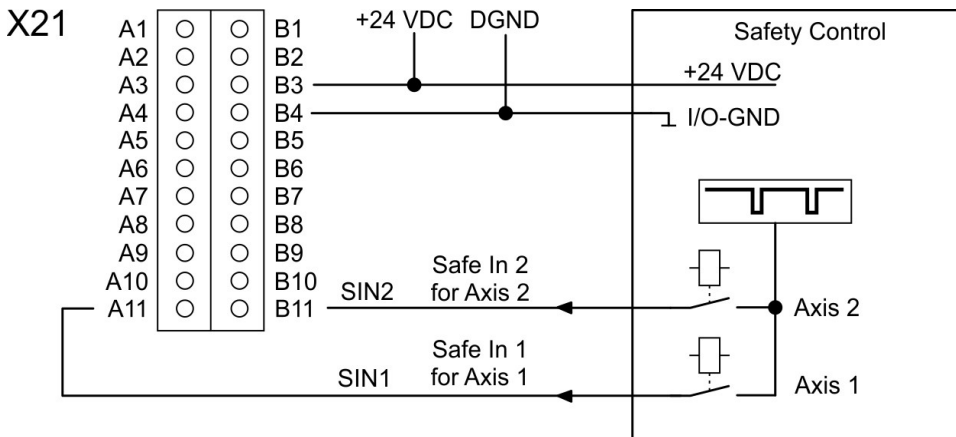 X21
+24 VDC DGND
Safety Control
A1 B1
A2 B2
A3 B3
+24 VDC
A4 B4
I/O-GND
A5 B5
A6 B6
A7 B7
A8 B8
A9 B9
A10 B10
A11 B11
SIN2
Safe In 2
for Axis 2
Axis 2
SIN1
Safe In 1
for Axis 1
Axis 1